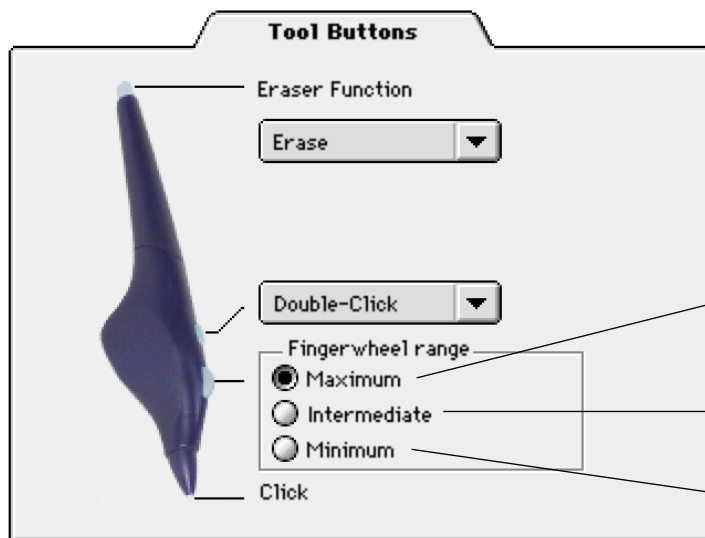 Tool Buttons
Eraser Function
Erase
Double-Click
Fingerwheel range
Maximum
Intermediate
Minimum
Click